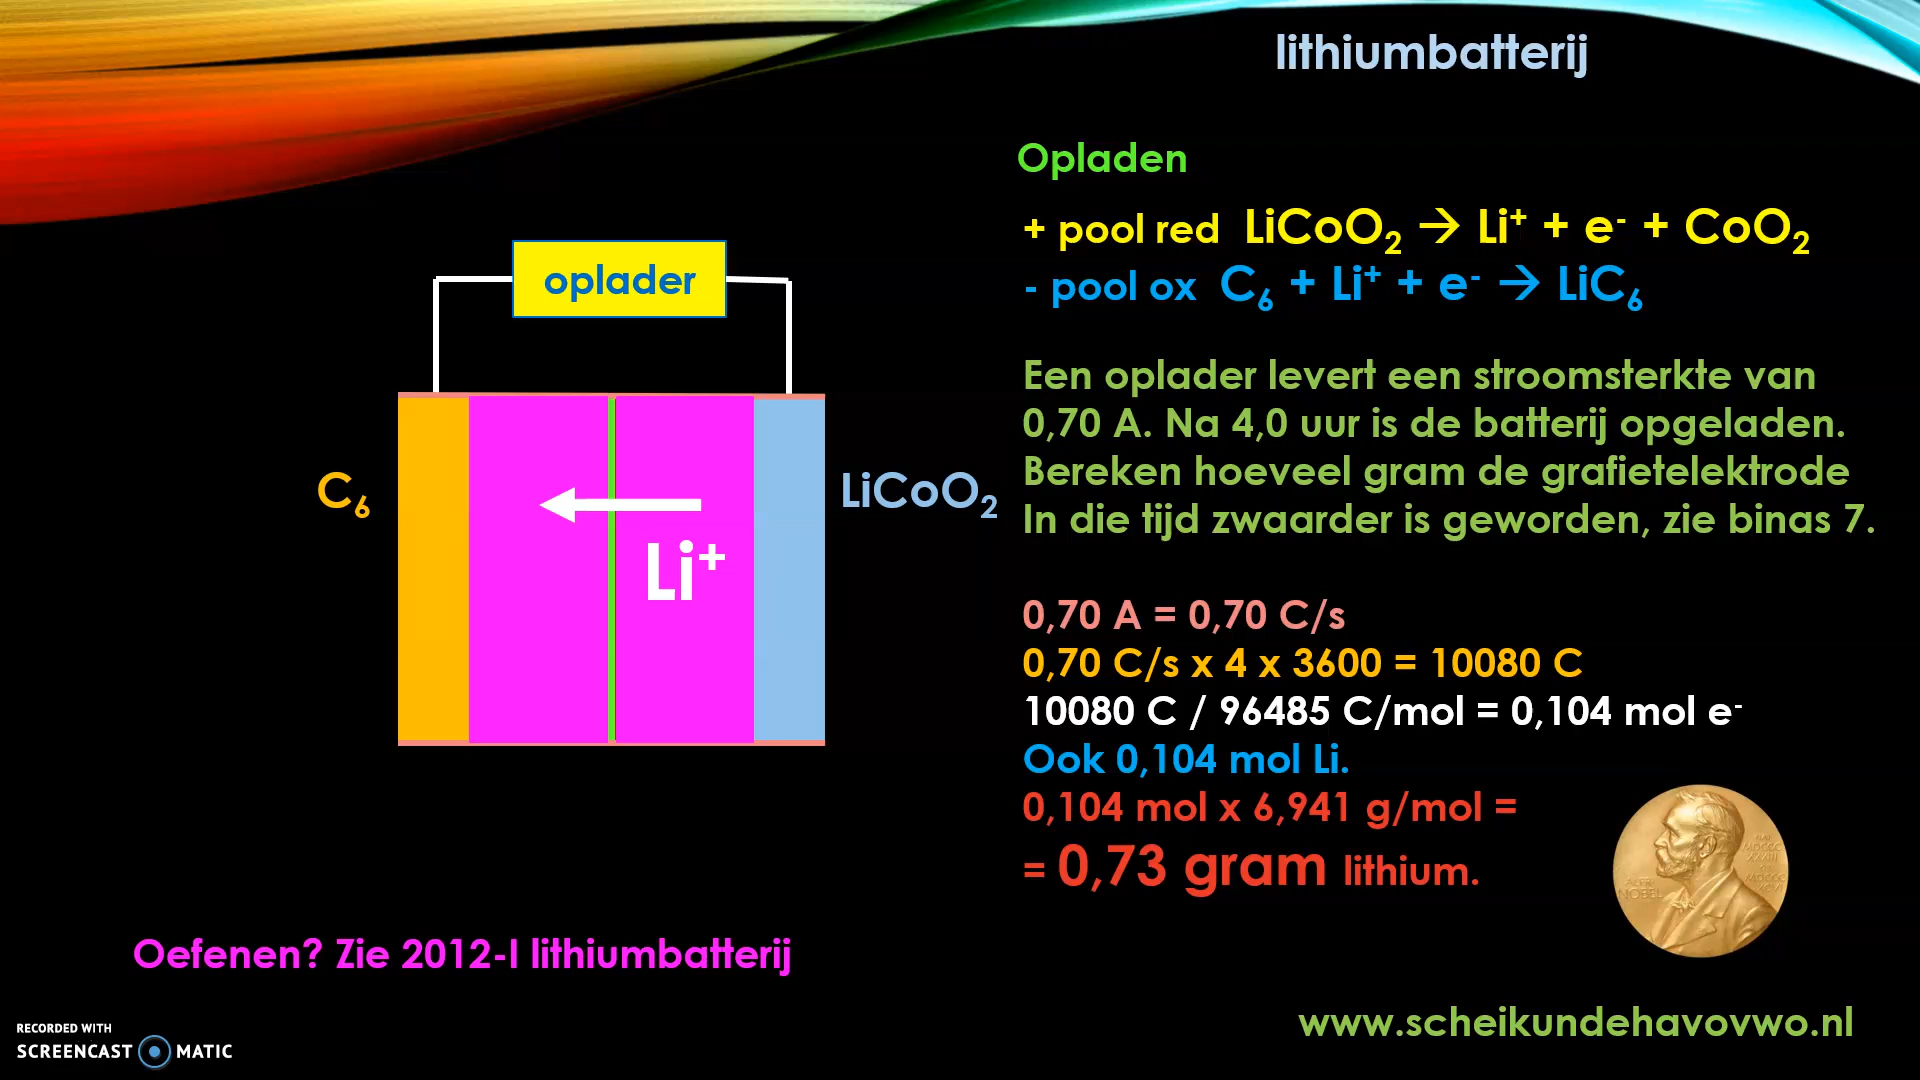 lithiumbatterij
Opladen
+ pool red LiCoO₂ → Li⁺ + e⁻ + CoO₂
- pool ox C₆ + Li⁺ + e⁻ → LiC₆
oplader
C₆
LiCoO₂
Li⁺
Een oplader levert een stroomsterkte van
0,70 A. Na 4,0 uur is de batterij opgeladen.
Bereken hoeveel gram de grafietelektrode
In die tijd zwaarder is geworden, zie binas 7.
0,70 A = 0,70 C/s
0,70 C/s x 4 x 3600 = 10080 C
10080 C / 96485 C/mol = 0,104 mol e⁻
Ook 0,104 mol Li.
0,104 mol x 6,941 g/mol =
= 0,73 gram lithium.
Oefenen? Zie 2012-I lithiumbatterij
www.scheikundehavovwo.nl
RECORDED WITH
SCREENCAST MATIC